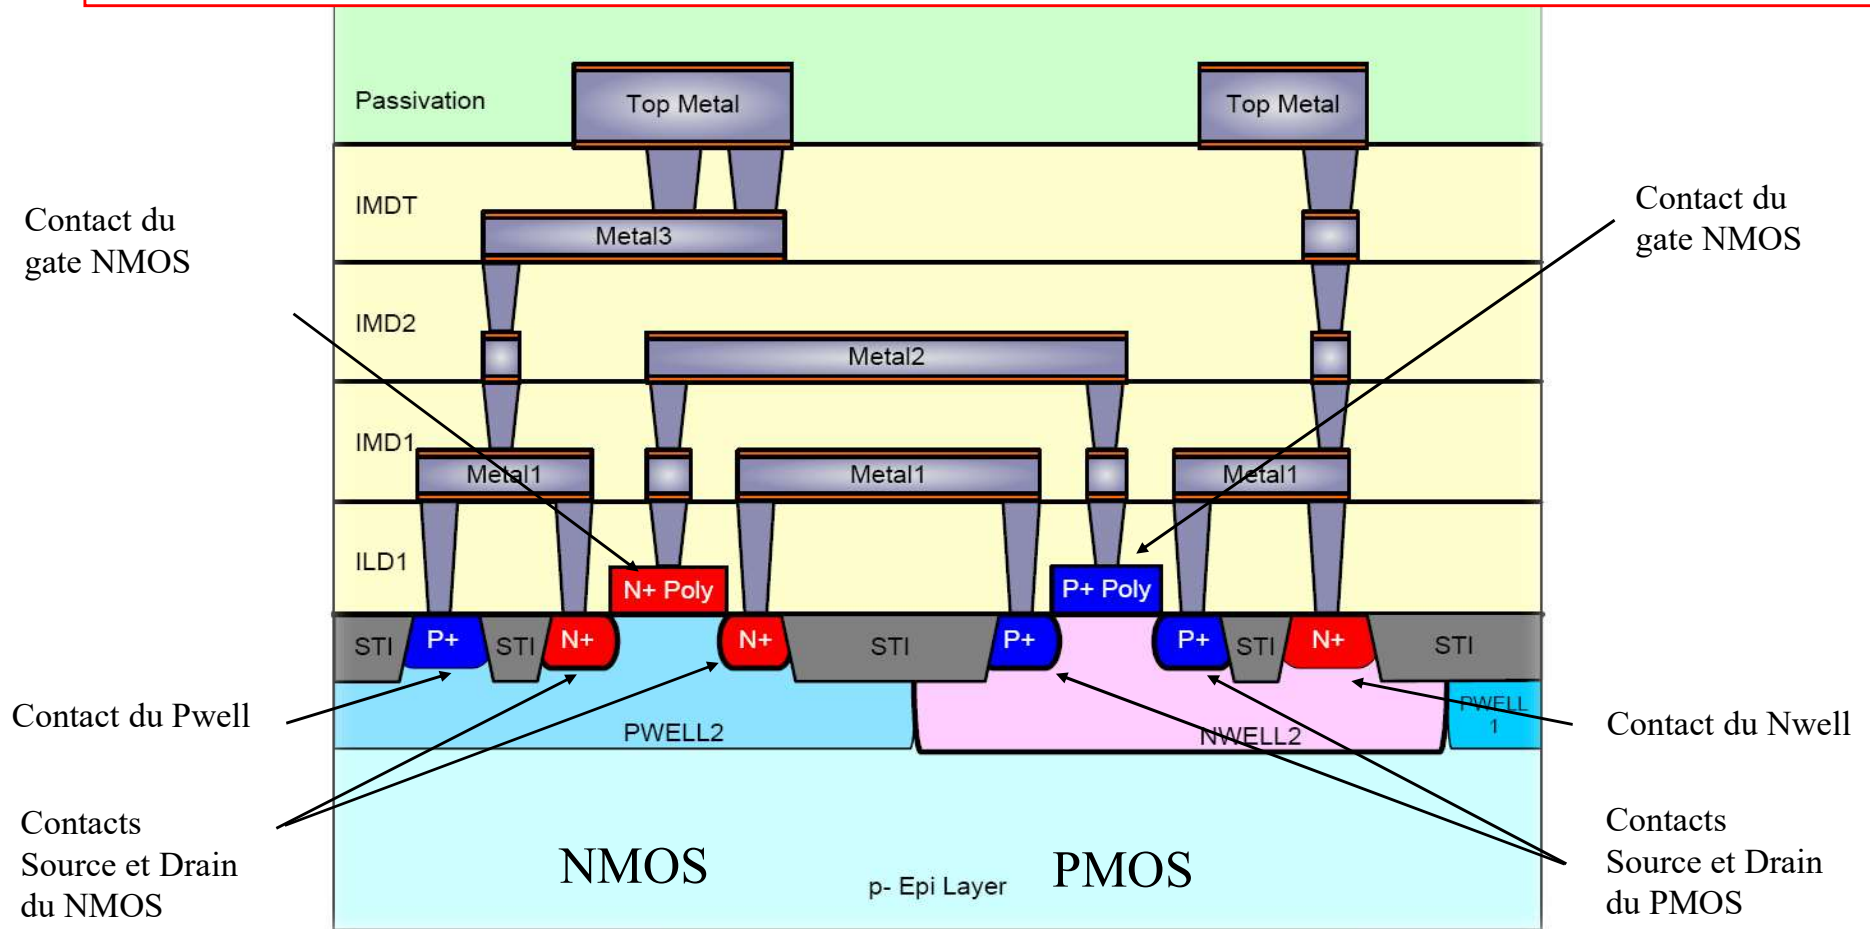 Passivation
Top Metal
Top Metal
IMDT
Contact du
gate NMOS
Contact du
gate NMOS
Metal3
IMD2
Metal2
IMD1
Metal1
Metal1
Metal1
ILD1
N+ Poly
P+ Poly
STI
P+
STI
N+
N+
STI
P+
P+
STI
N+
STI
Contact du Pwell
PWELL2
NWELL2
PWELL
1
Contact du Nwell
Contacts
Source et Drain
du NMOS
NMOS
p- Epi Layer
PMOS
Contacts
Source et Drain
du PMOS